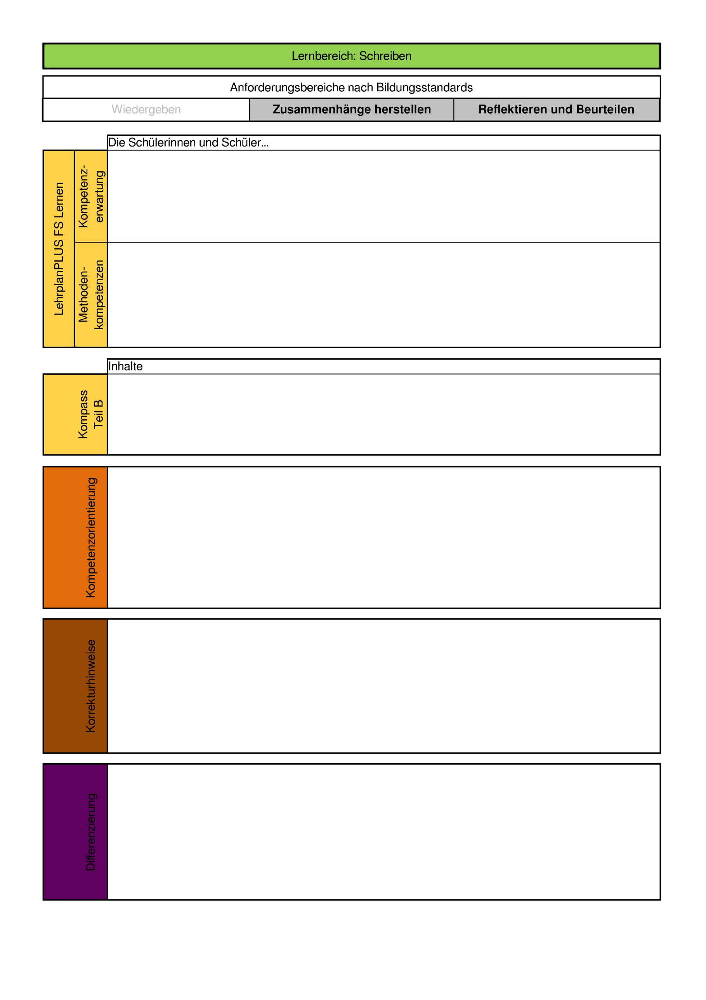 Lernbereich: Schreiben
Anforderungsbereiche nach Bildungsstandards
Wiedergeben
Zusammenhänge herstellen
Reflektieren und Beurteilen
Die Schülerinnen und Schüler...
LehrplanPLUS FS Lernen
Kompetenz-
erwartung
Methoden-
kompetenzen
Inhalte
Kompass
Teil B
Kompetenzorientierung
Korrekturhinweise
Differenzierung